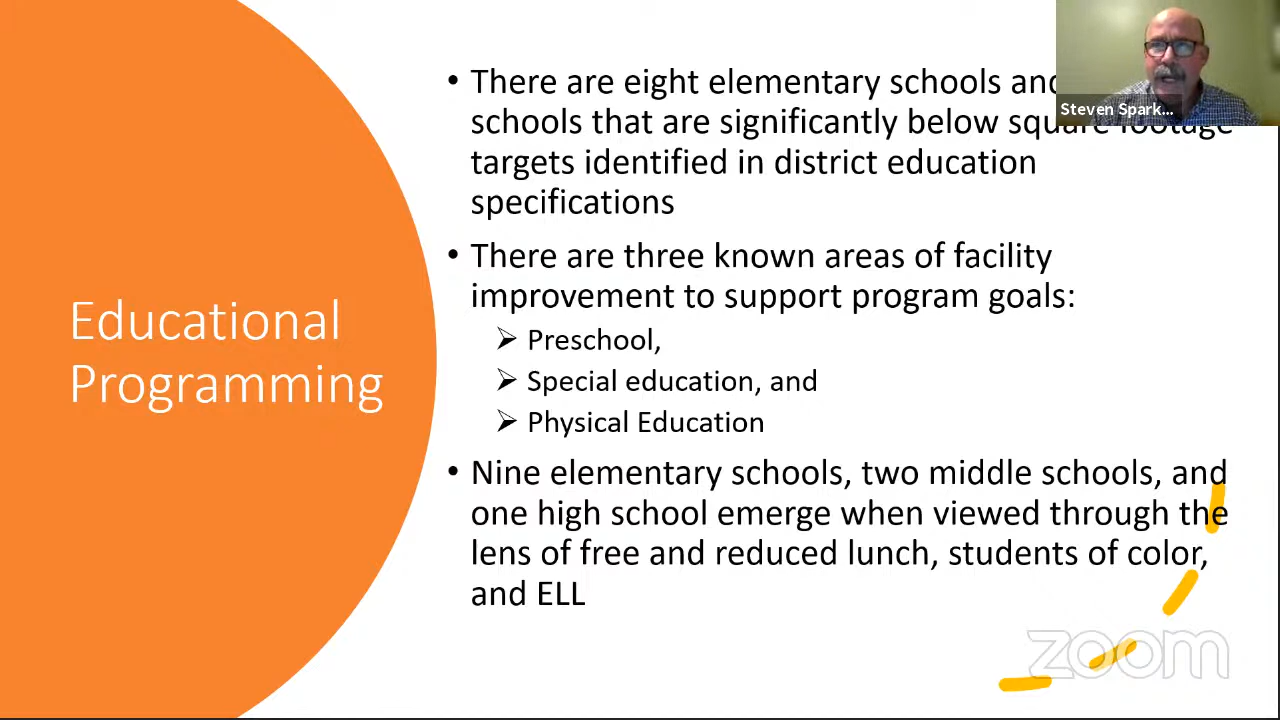 Educational
Programming
• There are eight elementary schools and
schools that are significantly below square footage
targets identified in district education
specifications
• There are three known areas of facility
improvement to support program goals:
➢ Preschool,
➢ Special education, and
➢ Physical Education
• Nine elementary schools, two middle schools, and
one high school emerge when viewed through the
lens of free and reduced lunch, students of color,
and ELL
Steven Spark...
zoom